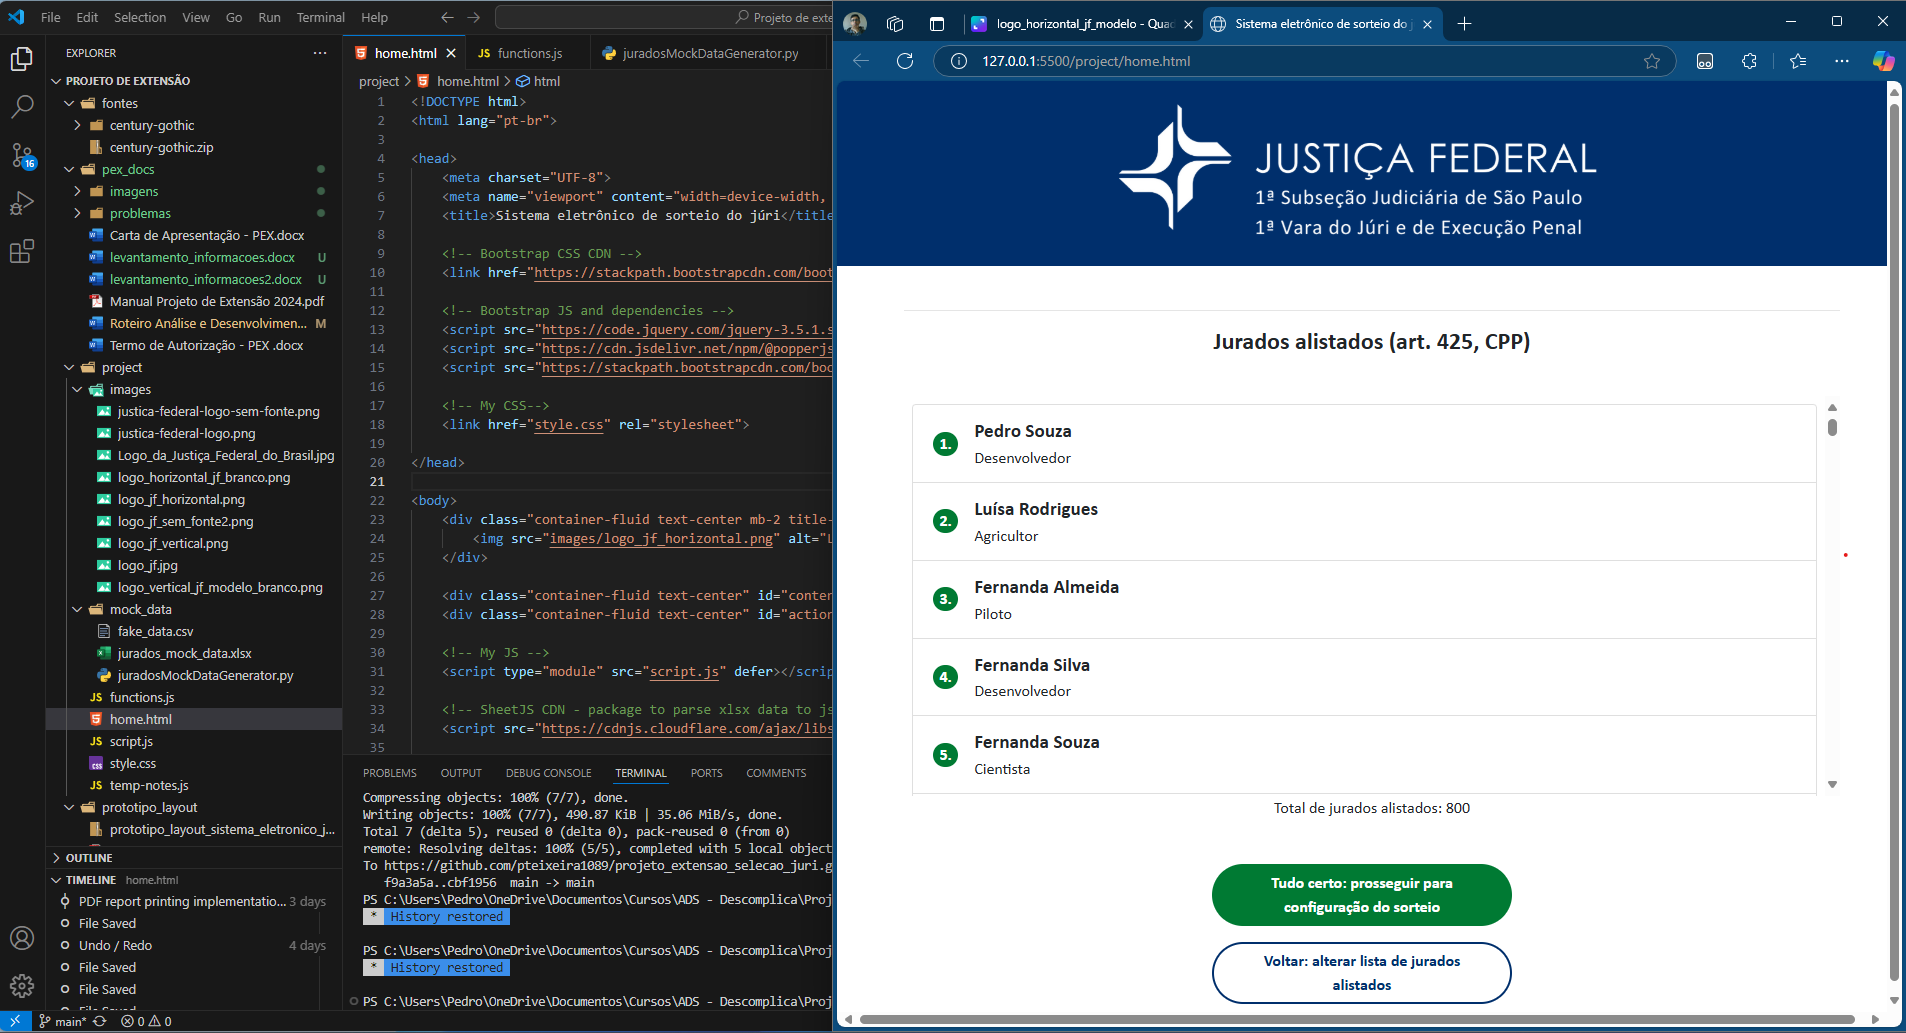 File Edit Selection View Go Run Terminal Help
Projeto de exte
EXPLORER
PROJETO DE EXTENSÃO
fontes
century-gothic
century-gothic.zip
pex_docs
imagens
problemas
Carta de Apresentação - PEX.docx
levantamento_informacoes.docx U
levantamento_informacoes2.docx U
Manual Projeto de Extensão 2024.pdf
Roteiro Análise e Desenvolvimen... M
Termo de Autorização - PEX .docx
project
images
justica-federal-logo-sem-fonte.png
justica-federal-logo.png
Logo_da_Justiça_Federal_do_Brasil.jpg
logo_horizontal_jf_branco.png
logo_jf_horizontal.png
logo_jf_sem_fonte2.png
logo_jf_vertical.png
logo_jf.jpg
logo_vertical_jf_modelo_branco.png
mock_data
fake_data.csv
jurados_mock_data.xlsx
juradosMockDataGenerator.py
JS functions.js
home.html
JS script.js
style.css
JS temp-notes.js
prototipo_layout
prototipo_layout_sistema_eletronico_j...
OUTLINE
TIMELINE home.html
PDF report printing implementatio... 3 days
File Saved
Undo / Redo 4 days
File Saved
File Saved
File Saved
16
main* 0 0
home.html JS functions.js juradosMockDataGenerator.py
project > home.html > html
1 <!DOCTYPE html>
2 <html lang="pt-br">
3
4 <head>
5 <meta charset="UTF-8">
6 <meta name="viewport" content="width=device-width,
7 <title>Sistema eletrônico de sorteio do júri</title
8
9 <!-- Bootstrap CSS CDN -->
10 <link href="https://stackpath.bootstrapcdn.com/boot
11
12 <!-- Bootstrap JS and dependencies -->
13 <script src="https://code.jquery.com/jquery-3.5.1.s
14 <script src="https://cdn.jsdelivr.net/npm/@popperjs
15 <script src="https://stackpath.bootstrapcdn.com/boo
16
17 <!-- My CSS-->
18 <link href="style.css" rel="stylesheet">
19
20 </head>
21
22 <body>
23 <div class="container-fluid text-center mb-2 title-
24 <img src="images/logo_jf_horizontal.png" alt="L
25 </div>
26
27 <div class="container-fluid text-center" id="conter
28 <div class="container-fluid text-center" id="action
29
30 <!-- My JS -->
31 <script type="module" src="script.js" defer></scrip
32
33 <!-- SheetJS CDN - package to parse xlsx data to js
34 <script src="https://cdnjs.cloudflare.com/ajax/libs
35
PROBLEMS OUTPUT DEBUG CONSOLE TERMINAL PORTS COMMENTS
Compressing objects: 100% (7/7), done.
Writing objects: 100% (7/7), 490.87 KiB | 35.06 MiB/s, done.
Total 7 (delta 5), reused 0 (delta 0), pack-reused 0 (from 0)
remote: Resolving deltas: 100% (5/5), completed with 5 local object
To https://github.com/pteixeira1089/projeto_extensao_selecao_juri.g
f9a3a5a..cbf1956 main -> main
PS C:\Users\Pedro\OneDrive\Documentos\Cursos\ADS - Descomplica\Proj
* History restored
PS C:\Users\Pedro\OneDrive\Documentos\Cursos\ADS - Descomplica\Proj
* History restored
PS C:\Users\Pedro\OneDrive\Documentos\Cursos\ADS - Descomplica\Proj
logo_horizontal_jf_modelo - Quad
Sistema eletrônico de sorteio do j
127.0.0.1:5500/project/home.html
JUSTIÇA FEDERAL
1ª Subseção Judiciária de São Paulo
1ª Vara do Júri e de Execução Penal
Jurados alistados (art. 425, CPP)
1. Pedro Souza
Desenvolvedor
2. Luísa Rodrigues
Agricultor
3. Fernanda Almeida
Piloto
4. Fernanda Silva
Desenvolvedor
5. Fernanda Souza
Cientista
Total de jurados alistados: 800
Tudo certo: prosseguir para
configuração do sorteio
Voltar: alterar lista de jurados
alistados